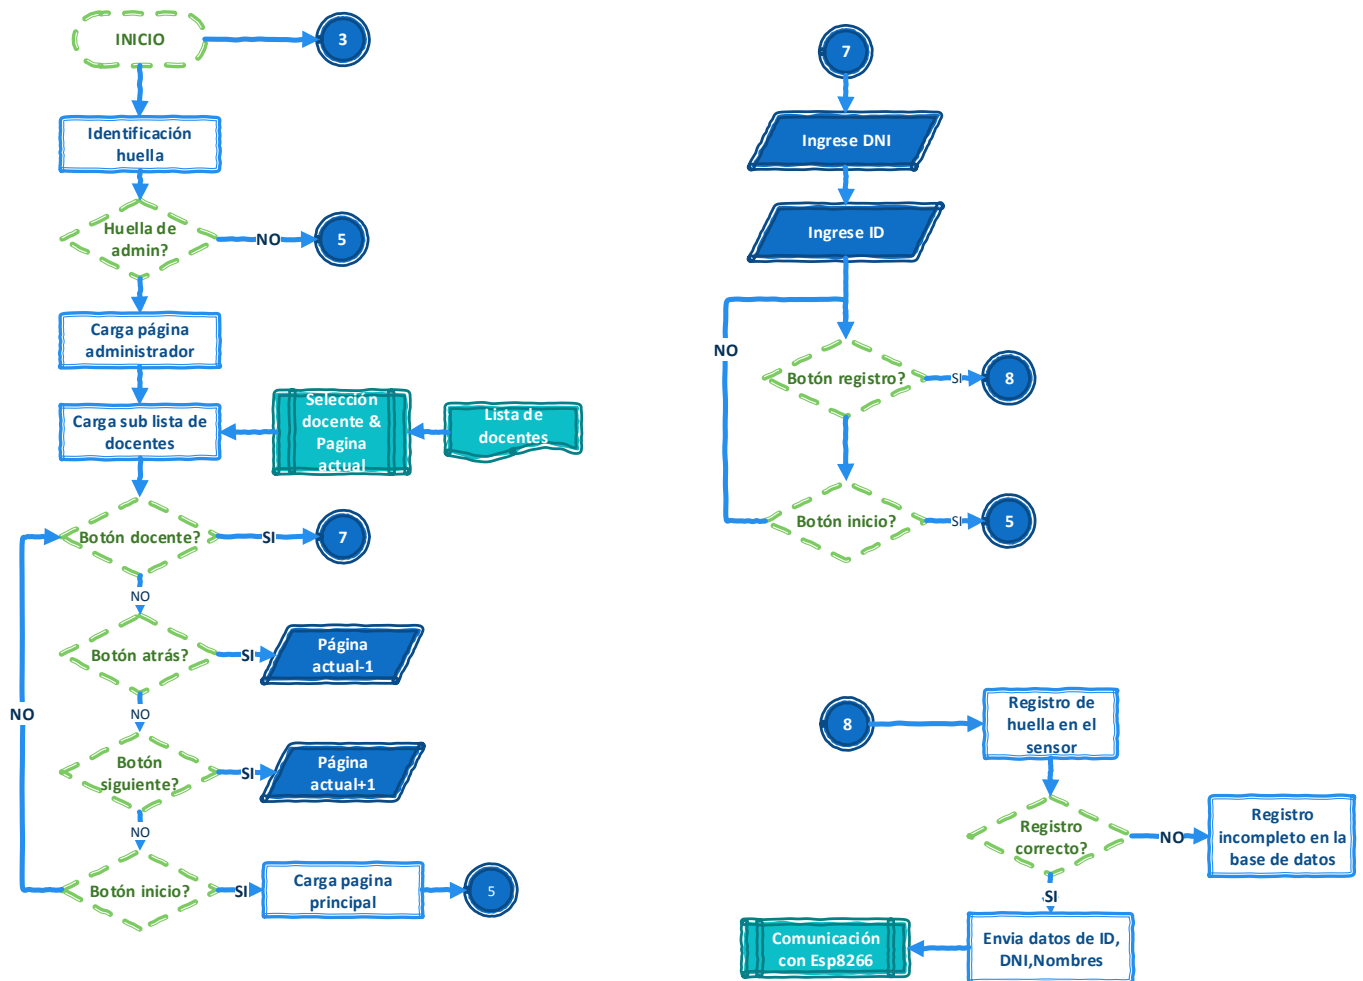 INICIO
3
Identificación
huella
Huella de
admin?
NO
5
Carga página
administrador
Carga sub lista de
docentes
Selección
docente &
Pagina
actual
Lista de
docentes
Botón docente?
SI
7
NO
Botón atrás?
SI
Página
actual-1
NO
NO
Botón
siguiente?
SI
Página
actual+1
NO
Botón inicio?
SI
Carga pagina
principal
5
7
Ingrese DNI
Ingrese ID
NO
Botón registro?
SI
8
Botón inicio?
SI
5
8
Registro de
huella en el
sensor
Registro
correcto?
NO
Registro
incompleto en la
base de datos
SI
Envia datos de ID,
DNI,Nombres
Comunicación
con Esp8266